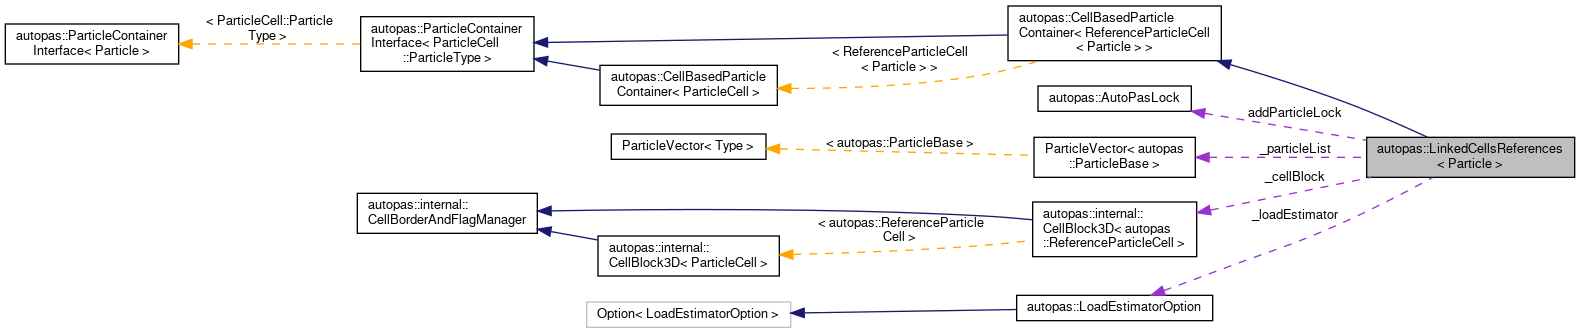 autopas::ParticleContainer
Interface< Particle >
< ParticleCell::Particle
Type >
autopas::ParticleContainer
Interface< ParticleCell
::ParticleType >
autopas::CellBasedParticle
Container< ReferenceParticleCell
< Particle > >
< ReferenceParticleCell
< Particle > >
autopas::CellBasedParticle
Container< ParticleCell >
autopas::AutoPasLock
addParticleLock
ParticleVector< Type >
< autopas::ParticleBase >
ParticleVector< autopas
::ParticleBase >
_particleList
autopas::LinkedCellsReferences
< Particle >
_cellBlock
autopas::internal::
CellBorderAndFlagManager
autopas::internal::
CellBlock3D< ParticleCell >
< autopas::ReferenceParticle
Cell >
autopas::internal::
CellBlock3D< autopas
::ReferenceParticleCell >
_loadEstimator
Option< LoadEstimatorOption >
autopas::LoadEstimatorOption